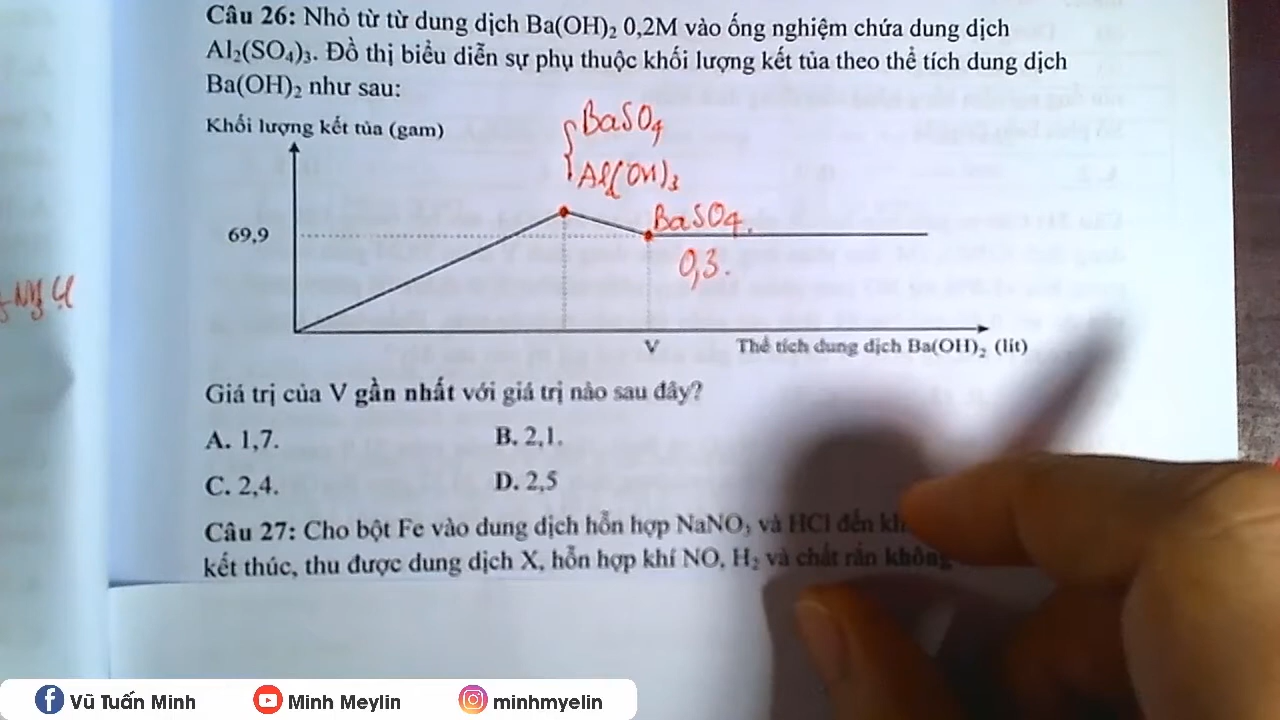 Câu 26: Nhỏ từ từ dung dịch Ba(OH)₂ 0,2M vào ống nghiệm chứa dung dịch
Al₂(SO₄)₃. Đồ thị biểu diễn sự phụ thuộc khối lượng kết tủa theo thể tích dung dịch
Ba(OH)₂ như sau:
Khối lượng kết tủa (gam)
BaSO₄
Al(OH)₃
BaSO₄.
69,9
0,3.
V
Thể tích dung dịch Ba(OH)₂ (lít)
Giá trị của V gần nhất với giá trị nào sau đây?
A. 1,7.
B. 2,1.
C. 2,4.
D. 2,5
Câu 27: Cho bột Fe vào dung dịch hỗn hợp NaNO₃ và HCl đến
kết thúc, thu được dung dịch X, hỗn hợp khí NO, H₂ và chất rắn không
Vũ Tuấn Minh
Minh Meylin
minhmyelin